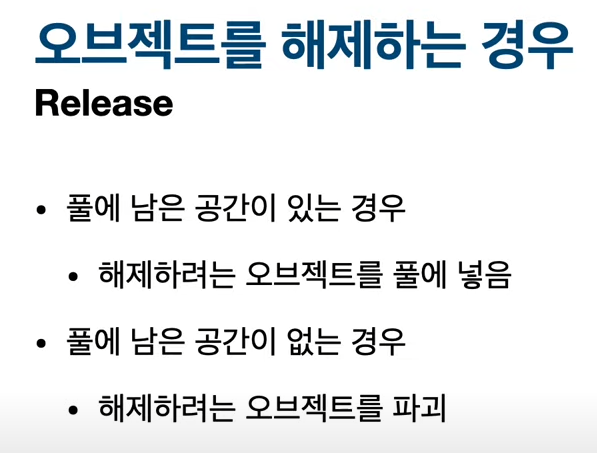 오브젝트를 해제하는 경우
Release
• 풀에 남은 공간이 있는 경우
• 해제하려는 오브젝트를 풀에 넣음
• 풀에 남은 공간이 없는 경우
• 해제하려는 오브젝트를 파괴